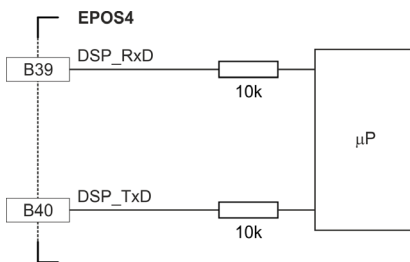 EPOS4
B39
DSP_RxD
10k
µP
B40
DSP_TxD
10k